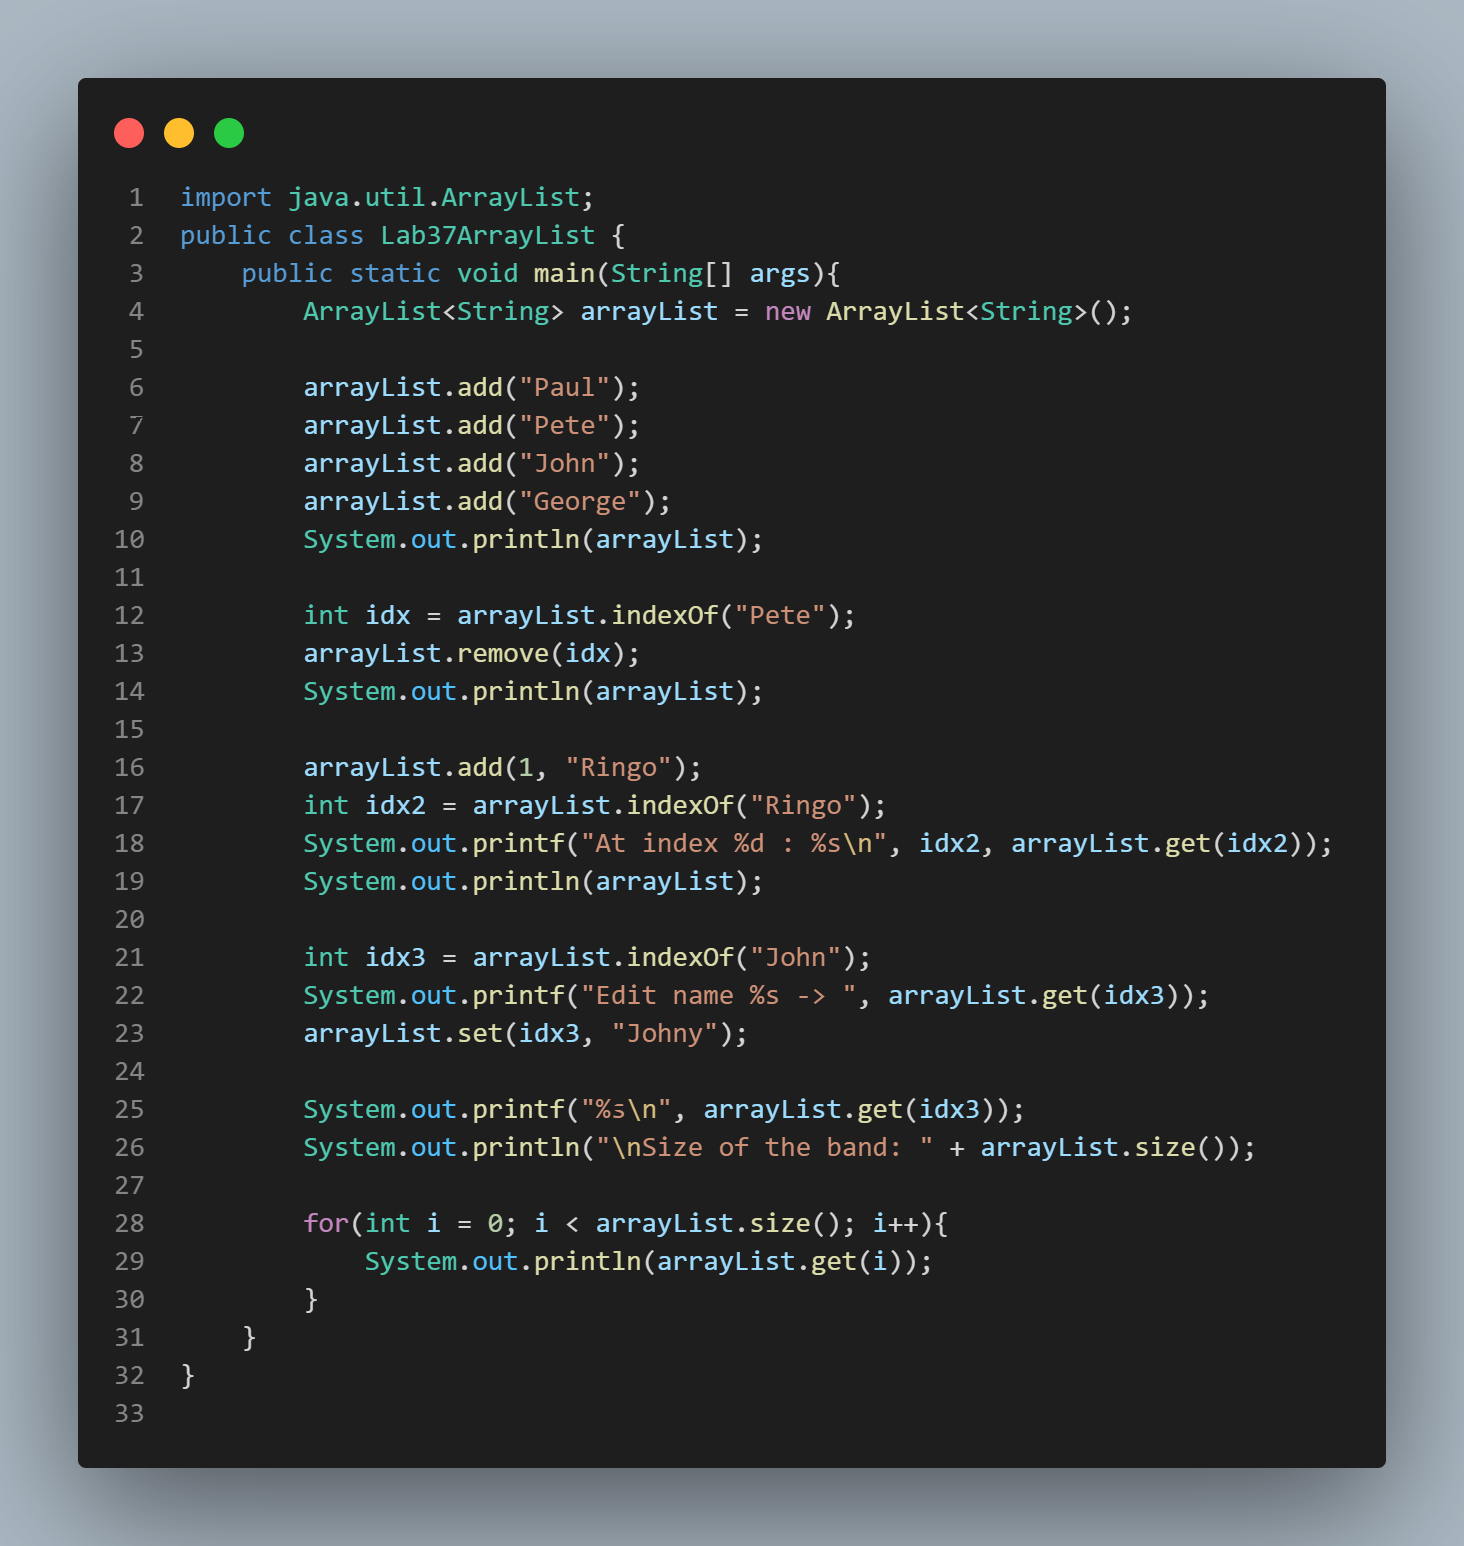 1 import java.util.ArrayList;
2 public class Lab37ArrayList {
3     public static void main(String[] args){
4         ArrayList<String> arrayList = new ArrayList<String>();
5
6         arrayList.add("Paul");
7         arrayList.add("Pete");
8         arrayList.add("John");
9         arrayList.add("George");
10         System.out.println(arrayList);
11
12         int idx = arrayList.indexOf("Pete");
13         arrayList.remove(idx);
14         System.out.println(arrayList);
15
16         arrayList.add(1, "Ringo");
17         int idx2 = arrayList.indexOf("Ringo");
18         System.out.printf("At index %d : %s\n", idx2, arrayList.get(idx2));
19         System.out.println(arrayList);
20
21         int idx3 = arrayList.indexOf("John");
22         System.out.printf("Edit name %s -> ", arrayList.get(idx3));
23         arrayList.set(idx3, "Johny");
24
25         System.out.printf("%s\n", arrayList.get(idx3));
26         System.out.println("\nSize of the band: " + arrayList.size());
27
28         for(int i = 0; i < arrayList.size(); i++){
29             System.out.println(arrayList.get(i));
30         }
31     }
32 }
33